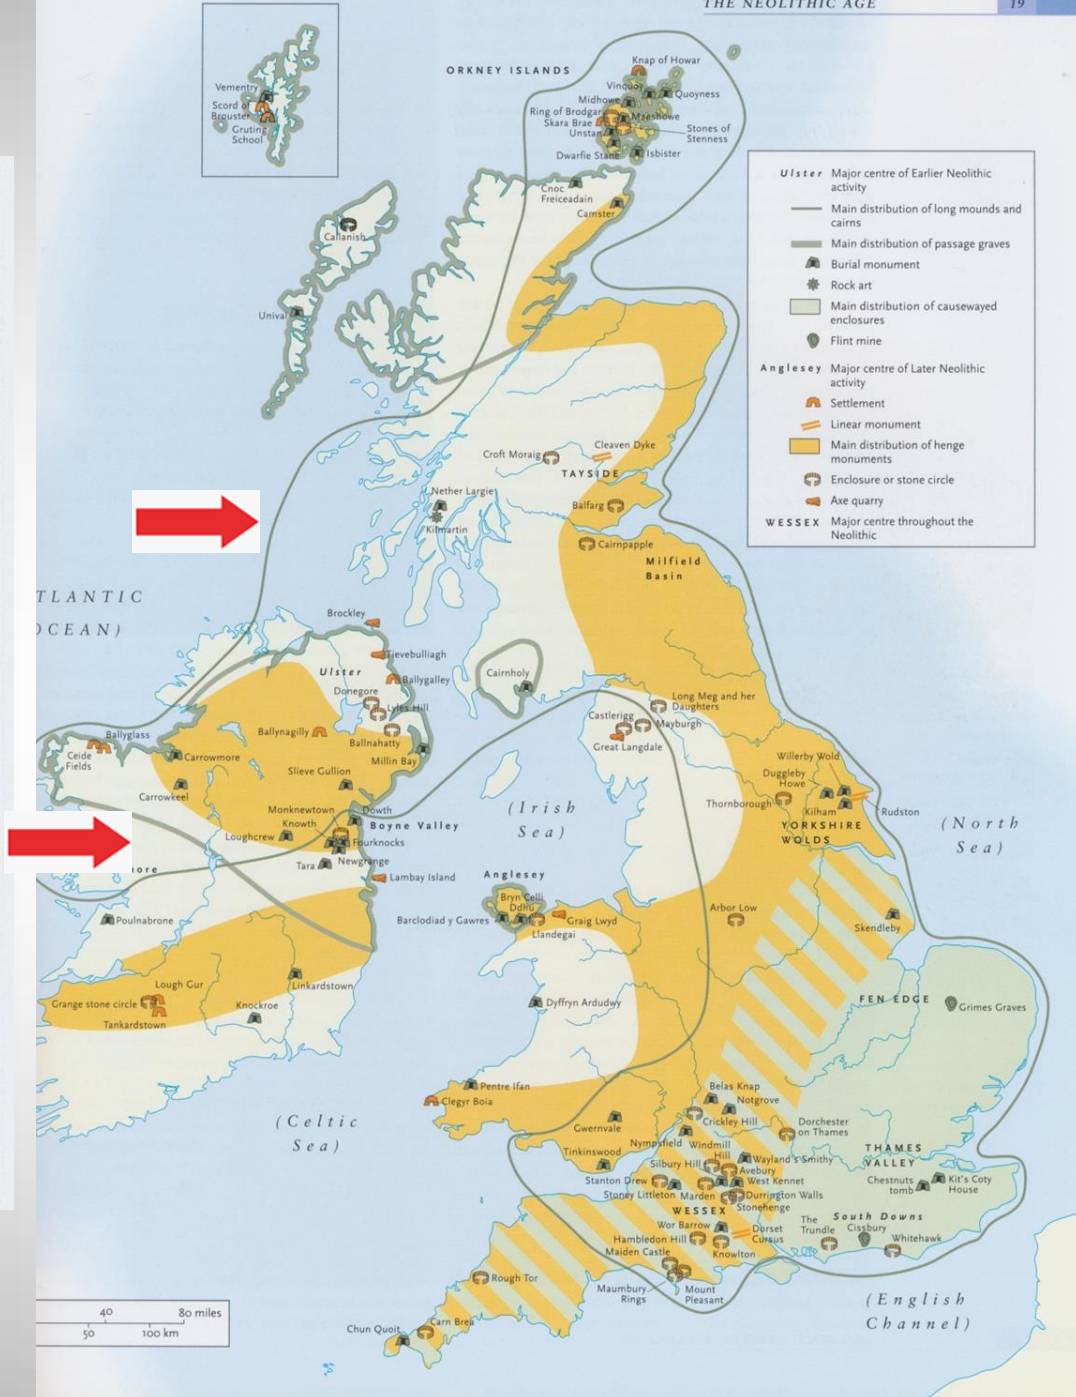 THE NEOLITHIC AGE
19
ORKNEY ISLANDS
Knap of Howar
Vinquoy
Quoyness
Midhowe
Ring of Brodgar
Maeshowe
Skara Brae
Unstan
Stones of
Stenness
Dwarfie Stane
Isbister
Vementry
Scord of
Brouster
Gruting
School
Cnoc
Freiceadain
Camster
Callanish
Unival
Ulster Major centre of Earlier Neolithic
activity
Main distribution of long mounds and
cairns
Main distribution of passage graves
Burial monument
Rock art
Main distribution of causewayed
enclosures
Flint mine
Anglesey Major centre of Later Neolithic
activity
Settlement
Linear monument
Main distribution of henge
monuments
Enclosure or stone circle
Axe quarry
WESSEX Major centre throughout the
Neolithic
Cleaven Dyke
Croft Moraig
TAYSIDE
Nether Largie
Balfarg
Kilmartin
Cairnpapple
Milfield
Basin
TLANTIC
OCEAN)
Brockley
Tievebulliagh
Ulster
Ballygalley
Donegore
Lyles Hill
Cairnholy
Long Meg and her
Daughters
Castlerigg
Mayburgh
Great Langdale
Ballyglass
Ballynagilly
Ballnahatty
Ceide
Fields
Carrowmore
Millin Bay
Slieve Gullion
Carrowkeel
Willerby Wold
Duggleby
Howe
Thornborough
Kilham
Rudston
YORKSHIRE
WOLDS
(Irish
Sea)
(North
Sea)
Monknewtown
Dowth
Knowth
Boyne Valley
Loughcrew
Fourknocks
Newgrange
Tara
Lambay Island
more
Anglesey
Bryn Celli
Ddhu
Barclodiad y Gawres
Graig Lwyd
Llandegai
Arbor Low
Skendleby
Poulnabrone
Lough Gur
Linkardstown
Grange stone circle
Knockroe
Tankardstown
Dyffryn Ardudwy
FEN EDGE
Grimes Graves
Pentre Ifan
Clegyr Boia
(Celtic
Sea)
Belas Knap
Notgrove
Crickley Hill
Gwernvale
Dorchester
on Thames
Nympsfield
Windmill
Hill
Tinkinswood
Wayland's Smithy
Silbury Hill
Avebury
THAMES
VALLEY
Stanton Drew
West Kennet
Chestnuts
tomb
Kit's Coty
House
Stoney Littleton
Marden
Durrington Walls
Stonehenge
WESSEX
South Downs
Wor Barrow
Dorset
Cursus
The
Trundle
Cissbury
Whitehawk
Hambledon Hill
Maiden Castle
Knowlton
Rough Tor
Maumbury
Rings
Mount
Pleasant
(English
Channel)
40 80 miles
50 100 km
Chun Quoit
Carn Brea